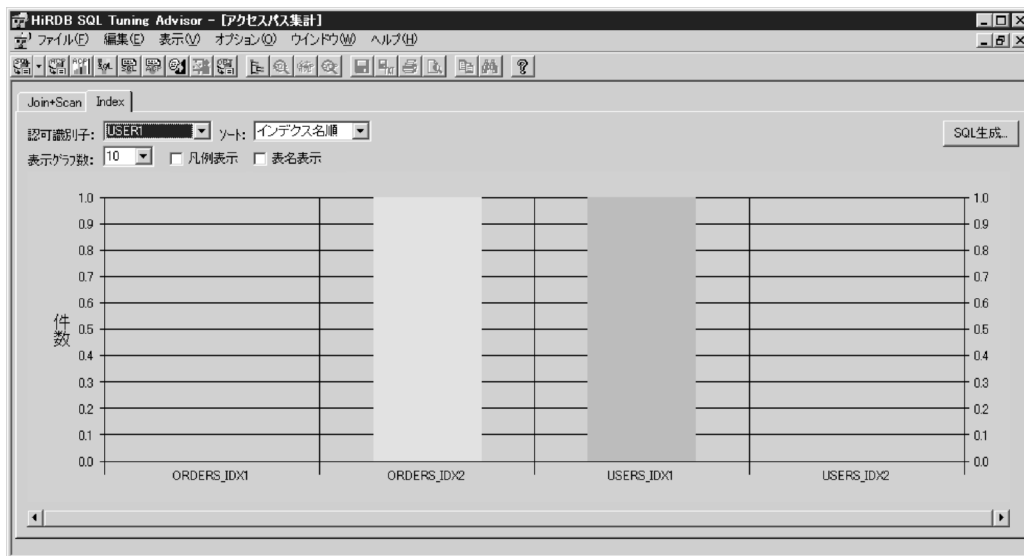 HiRDB SQL Tuning Advisor - [アクセスパス集計]
ファイル(F) 編集(E) 表示(V) オプション(O) ウィンドウ(W) ヘルプ(H)
Join+Scan Index
認可識別子: USER1 ソート: インデクス名順 SQL生成...
表示グラフ数: 10 凡例表示 表名表示
1.0 1.0
0.9 0.9
0.8 0.8
0.7 0.7
0.6 0.6
件数
0.5 0.5
0.4 0.4
0.3 0.3
0.2 0.2
0.1 0.1
0.0 0.0
ORDERS_IDX1 ORDERS_IDX2 USERS_IDX1 USERS_IDX2